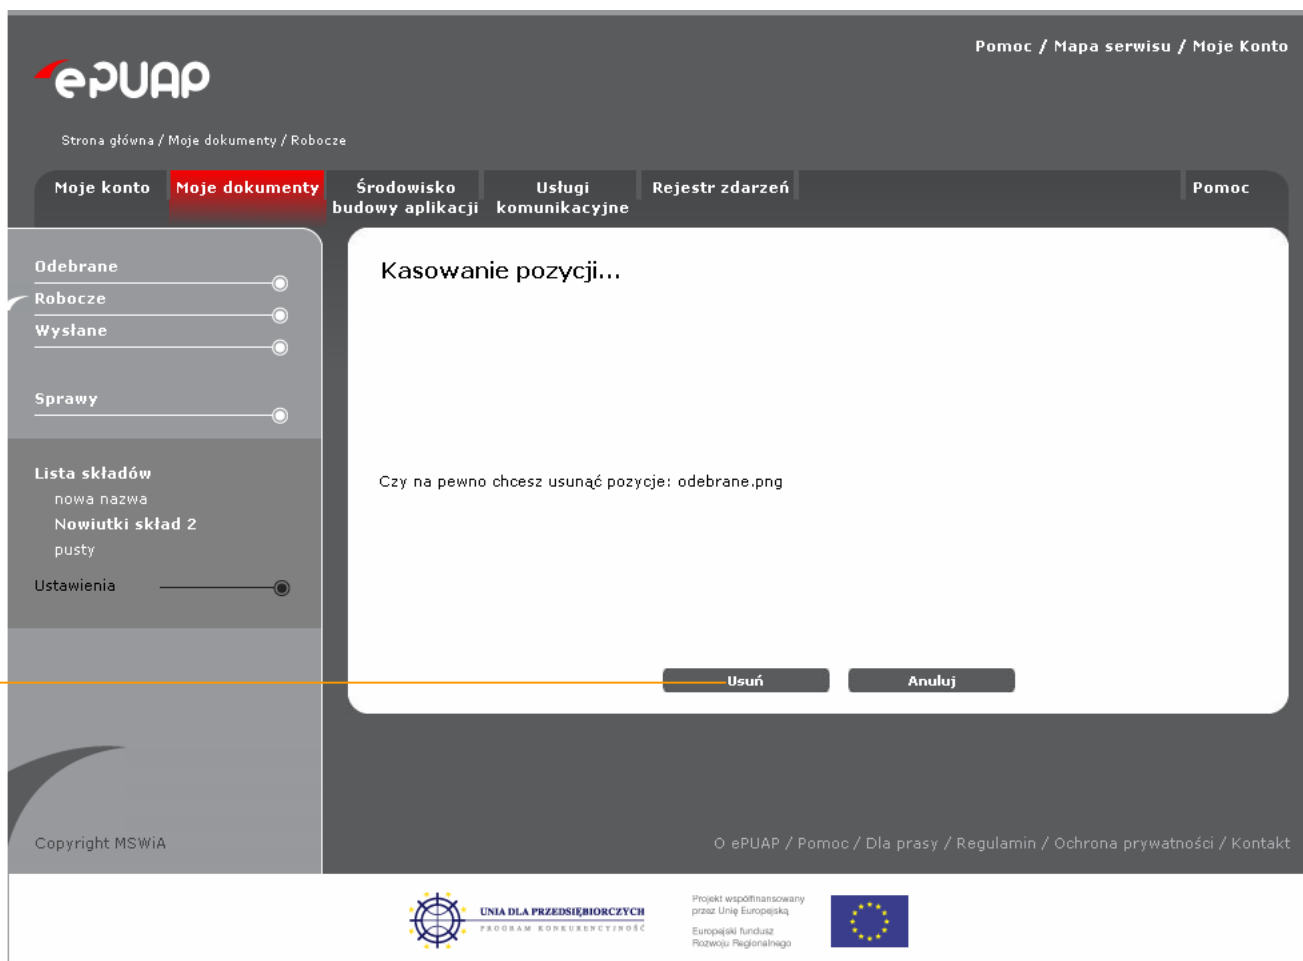 Pomoc / Mapa serwisu / Moje Konto
ePUAP
Strona główna / Moje dokumenty / Robocze
Moje konto
Moje dokumenty
Środowisko
budowy aplikacji
Usługi
komunikacyjne
Rejestr zdarzeń
Pomoc
Odebrane
Robocze
Wysłane
Sprawy
Lista składów
nowa nazwa
Nowiutki skład 2
pusty
Ustawienia
Kasowanie pozycji...
Czy na pewno chcesz usunąć pozycje: odebrane.png
Usuń
Anuluj
Copyright MSWiA
O ePUAP / Pomoc / Dla prasy / Regulamin / Ochrona prywatności / Kontakt
UNIA DLA PRZEDSIĘBIORCZYCH
PROGRAM KONKURENCYJNOŚĆ
Projekt współfinansowany
przez Unię Europejską
Europejski fundusz
Rozwoju Regionalnego